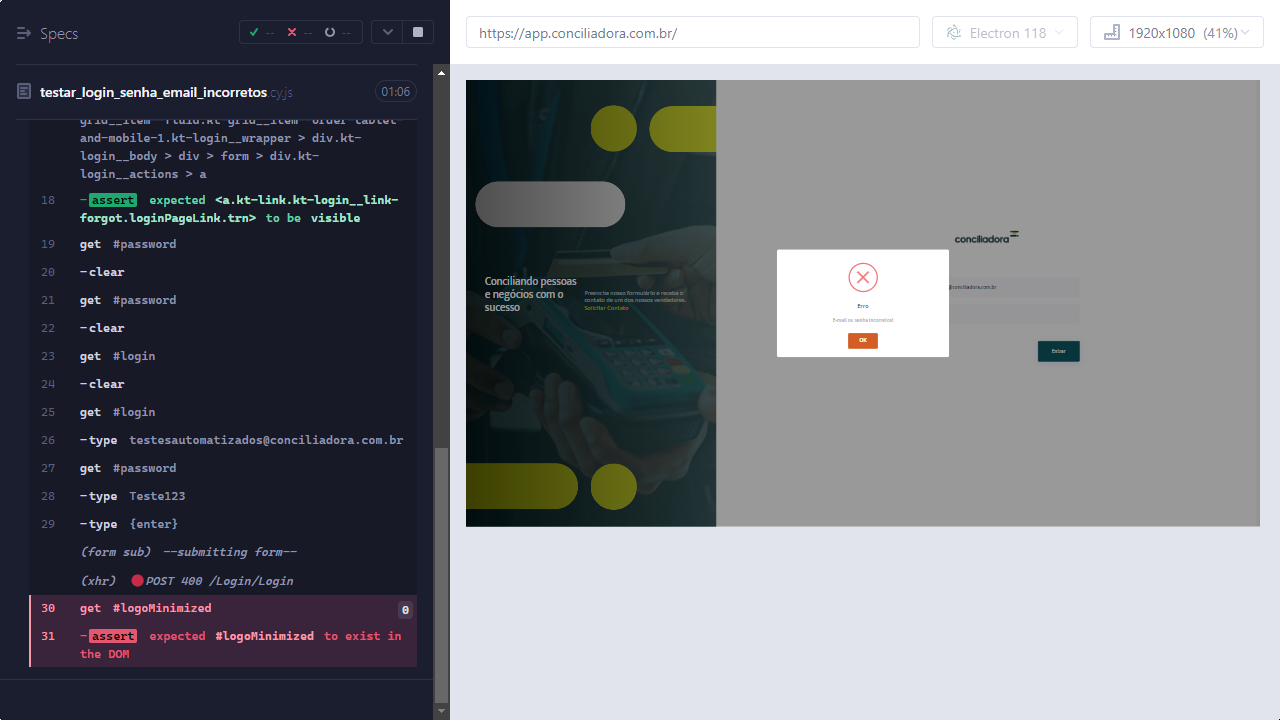 Specs
-- -- --
testar_login_senha_email_incorretos.cy.js
01:06
grid__item--fluid.kt-grid__item--order-tablet-
and-mobile-1.kt-login__wrapper > div.kt-
login__body > div > form > div.kt-
login__actions > a
18 -assert expected <a.kt-link.kt-login__link-
forgot.loginPageLink.trn> to be visible
19 get #password
20 -clear
21 get #password
22 -clear
23 get #login
24 -clear
25 get #login
26 -type testesautomatizados@conciliadora.com.br
27 get #password
28 -type Teste123
29 -type {enter}
(form sub) --submitting form--
(xhr) POST 400 /Login/Login
30 get #logoMinimized 0
31 -assert expected #logoMinimized to exist in
the DOM
https://app.conciliadora.com.br/
Electron 118
1920x1080 (41%)
Conciliando pessoas
e negócios com o
sucesso
Preencha nosso formulário e receba o
contato de um dos nossos vendedores.
Solicitar Contato
conciliadora
@conciliadora.com.br
Erro
E-mail ou senha incorretos!
OK
Entrar